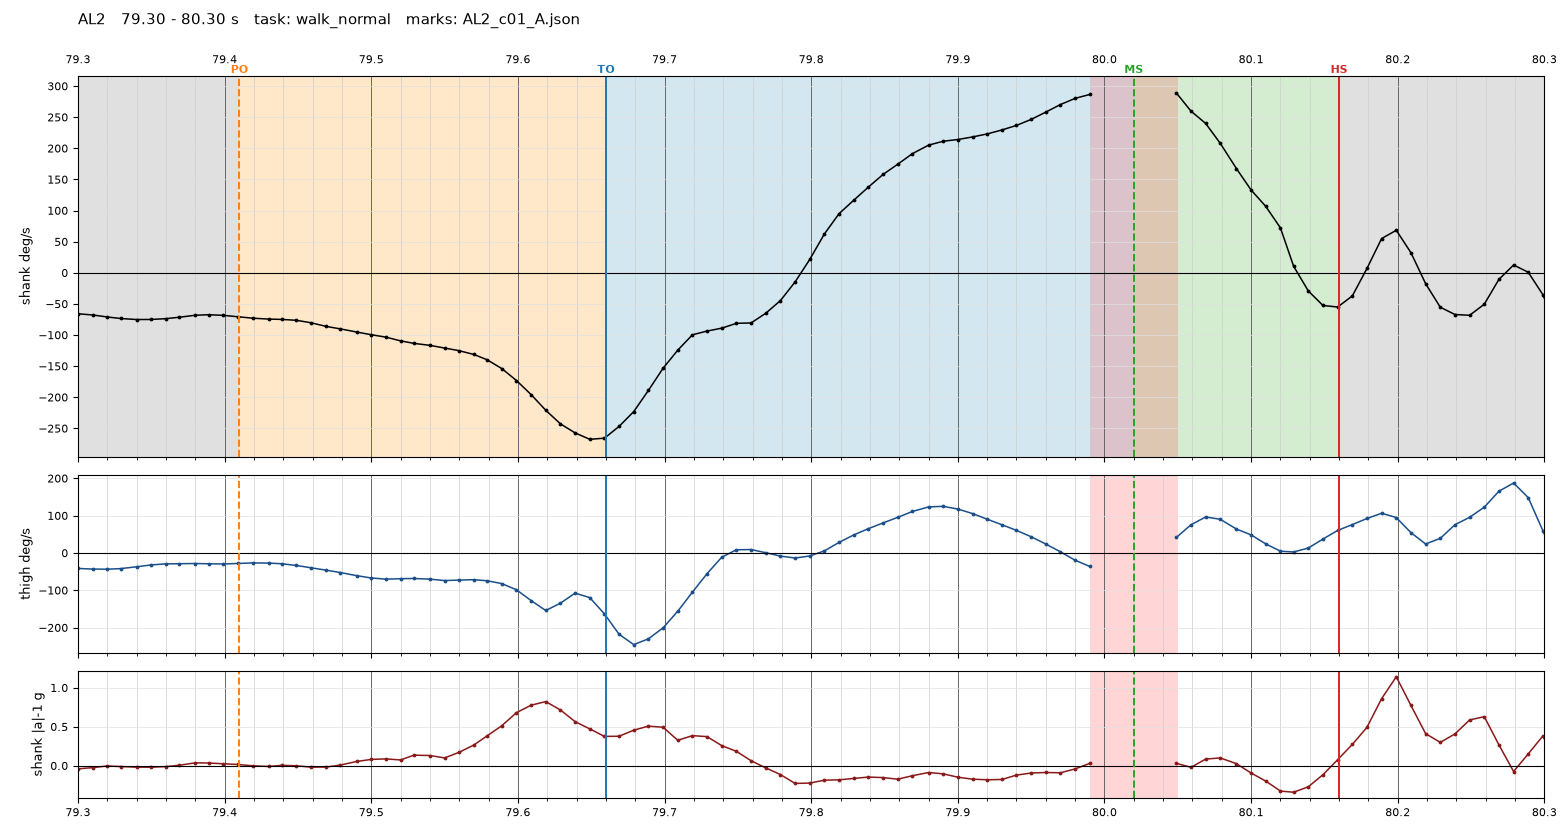 AL2   79.30 - 80.30 s   task: walk_normal   marks: AL2_c01_A.json
79.3 79.4 79.5 79.6 79.7 79.8 79.9 80.0 80.1 80.2 80.3
PO TO MS HS
shank deg/s
300
250
200
150
100
50
0
−50
−100
−150
−200
−250
thigh deg/s
200
100
0
−100
−200
shank |a|-1 g
1.0
0.5
0.0
79.3 79.4 79.5 79.6 79.7 79.8 79.9 80.0 80.1 80.2 80.3